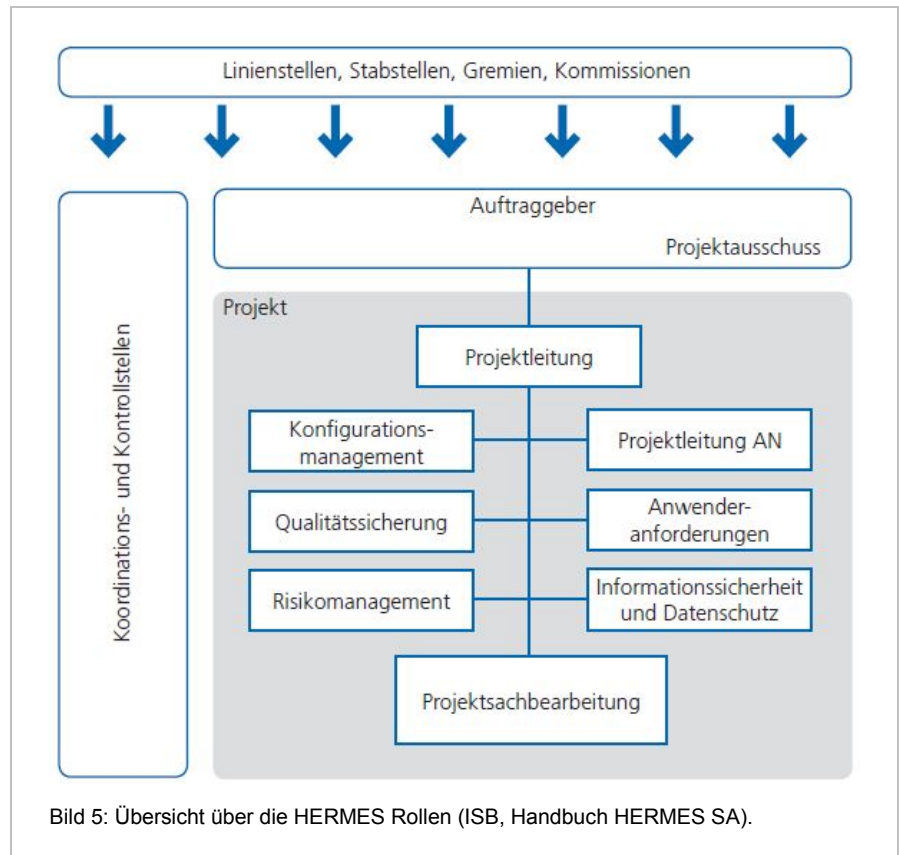 Linienstellen, Stabstellen, Gremien, Kommissionen
Koordinations- und Kontrollstellen
Auftraggeber
Projektausschuss
Projekt
Projektleitung
Konfigurations-
management
Projektleitung AN
Qualitätssicherung
Anwender-
anforderungen
Risikomanagement
Informationssicherheit
und Datenschutz
Projektsachbearbeitung
Bild 5: Übersicht über die HERMES Rollen (ISB, Handbuch HERMES SA).